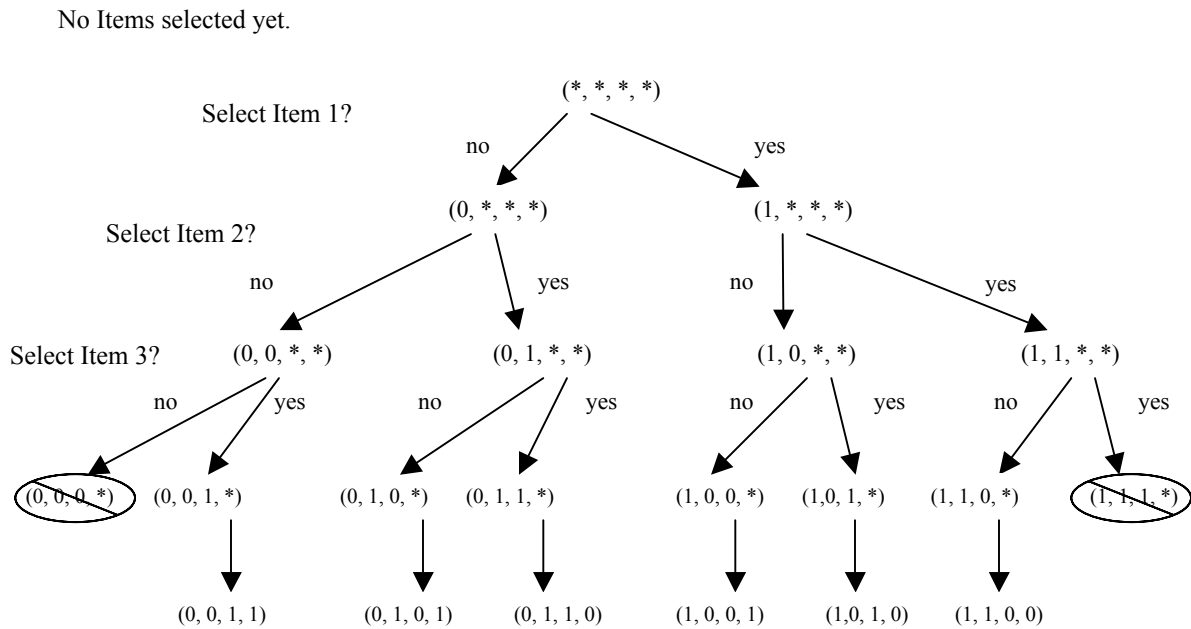 No Items selected yet.
(*, *, *, *)
Select Item 1?
no yes
(0, *, *, *) (1, *, *, *)
Select Item 2?
no yes no yes
Select Item 3? (0, 0, *, *) (0, 1, *, *) (1, 0, *, *) (1, 1, *, *)
no yes no yes no yes no yes
(0, 0, 0, *) (0, 0, 1, *) (0, 1, 0, *) (0, 1, 1, *) (1, 0, 0, *) (1,0, 1, *) (1, 1, 0, *) (1, 1, 1, *)
(0, 0, 1, 1) (0, 1, 0, 1) (0, 1, 1, 0) (1, 0, 0, 1) (1,0, 1, 0) (1, 1, 0, 0)